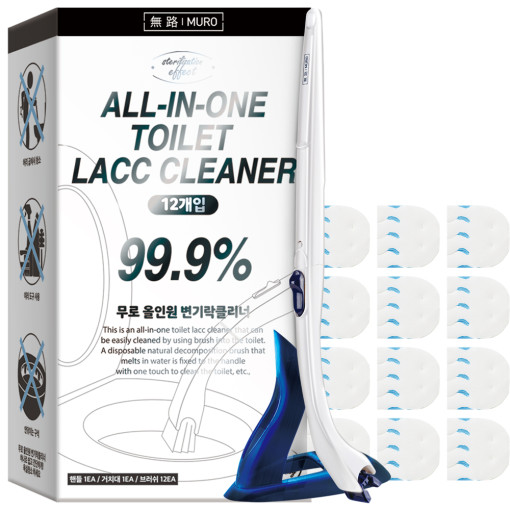 無路 | MURO
sterilization
effect
ALL-IN-ONE
TOILET
LACC CLEANER
12개입
99.9%
무로 올인원 변기락클리너
This is an all-in-one toilet lacc cleaner that can
be easily cleaned by using brush into the toilet.
A disposable natural decomposition brush that
melts in water is fixed to the handle
with one touch to clean the toilet, etc.,
핸들 1EA / 거치대 1EA / 브러쉬 12EA